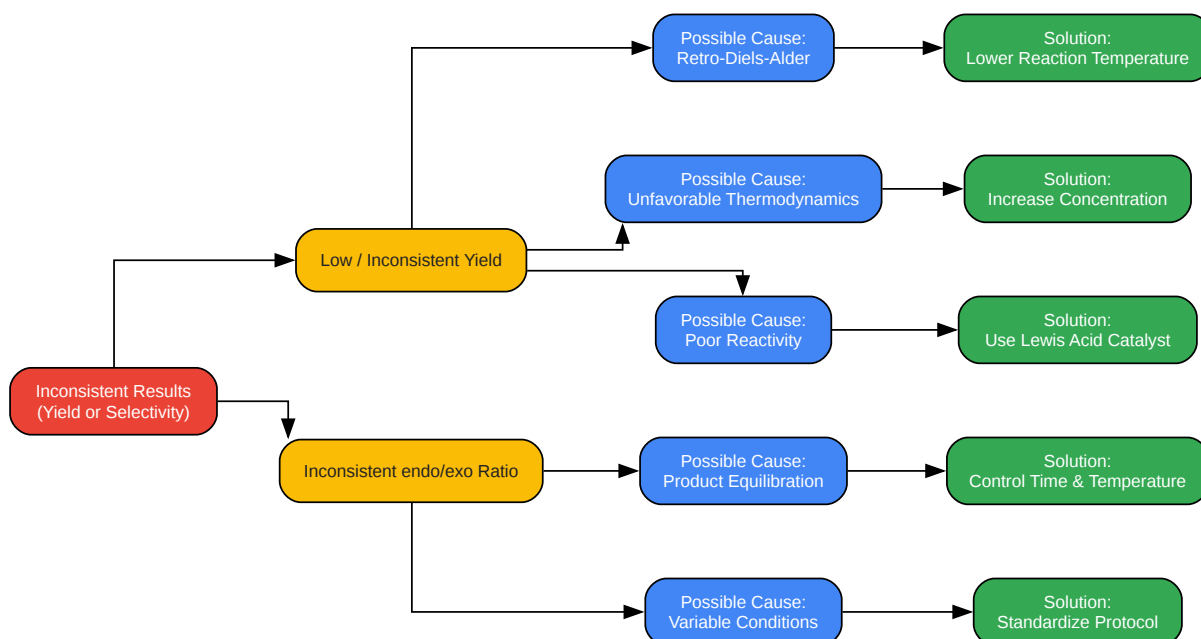 Possible Cause:
Retro-Diels-Alder
Solution:
Lower Reaction Temperature
Possible Cause:
Unfavorable Thermodynamics
Solution:
Increase Concentration
Low / Inconsistent Yield
Possible Cause:
Poor Reactivity
Solution:
Use Lewis Acid Catalyst
Inconsistent Results
(Yield or Selectivity)
Inconsistent endo/exo Ratio
Possible Cause:
Product Equilibration
Solution:
Control Time & Temperature
Possible Cause:
Variable Conditions
Solution:
Standardize Protocol